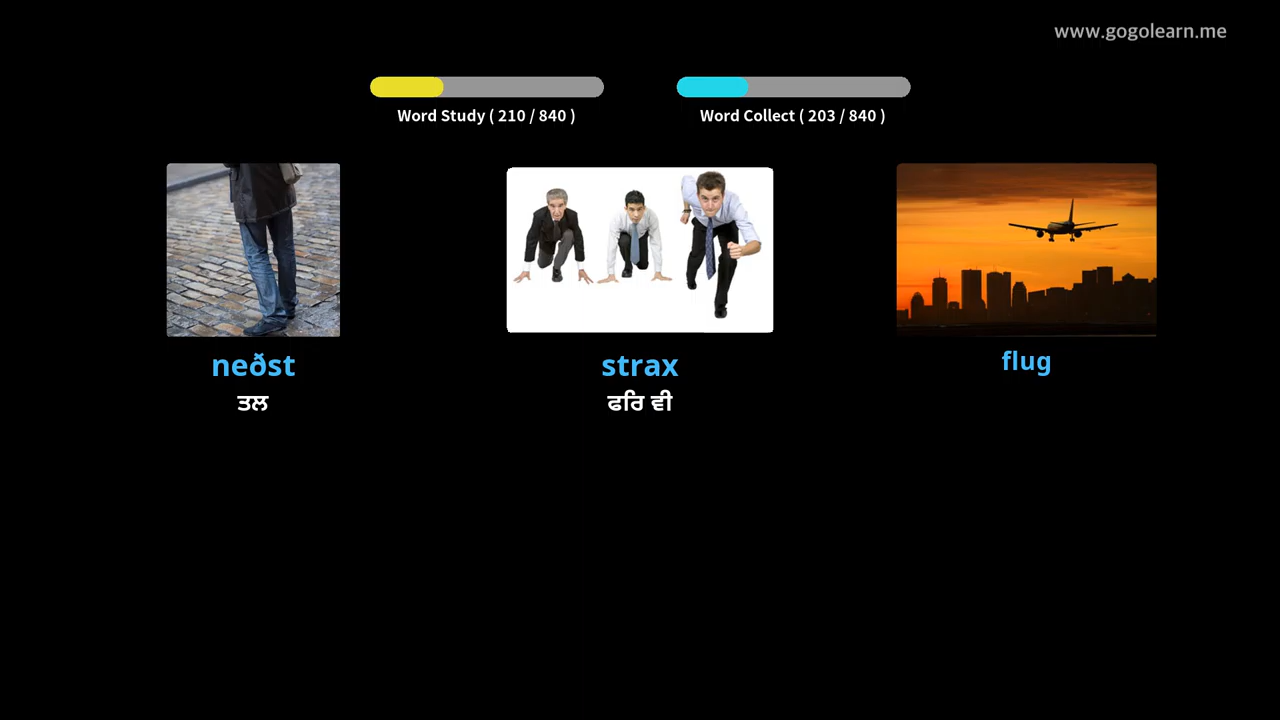 www.gogolearn.me
Word Study ( 210 / 840 )
Word Collect ( 203 / 840 )
neðst
ਤਲ
strax
ਫਰਿ ਵੀ
flug